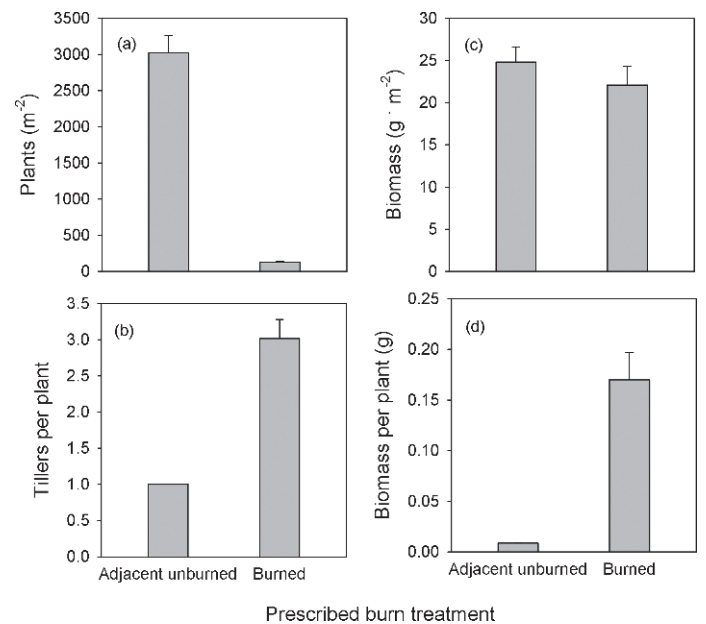 (a)
Plants (m-2)
3500
3000
2500
2000
1500
1000
500
0
(c)
Biomass (g · m-2)
30
25
20
15
10
5
0
(b)
Tillers per plant
3.5
3.0
2.5
2.0
1.5
1.0
0.5
0.0
Adjacent unburned Burned
(d)
Biomass per plant (g)
0.25
0.20
0.15
0.10
0.05
0.00
Adjacent unburned Burned
Prescribed burn treatment